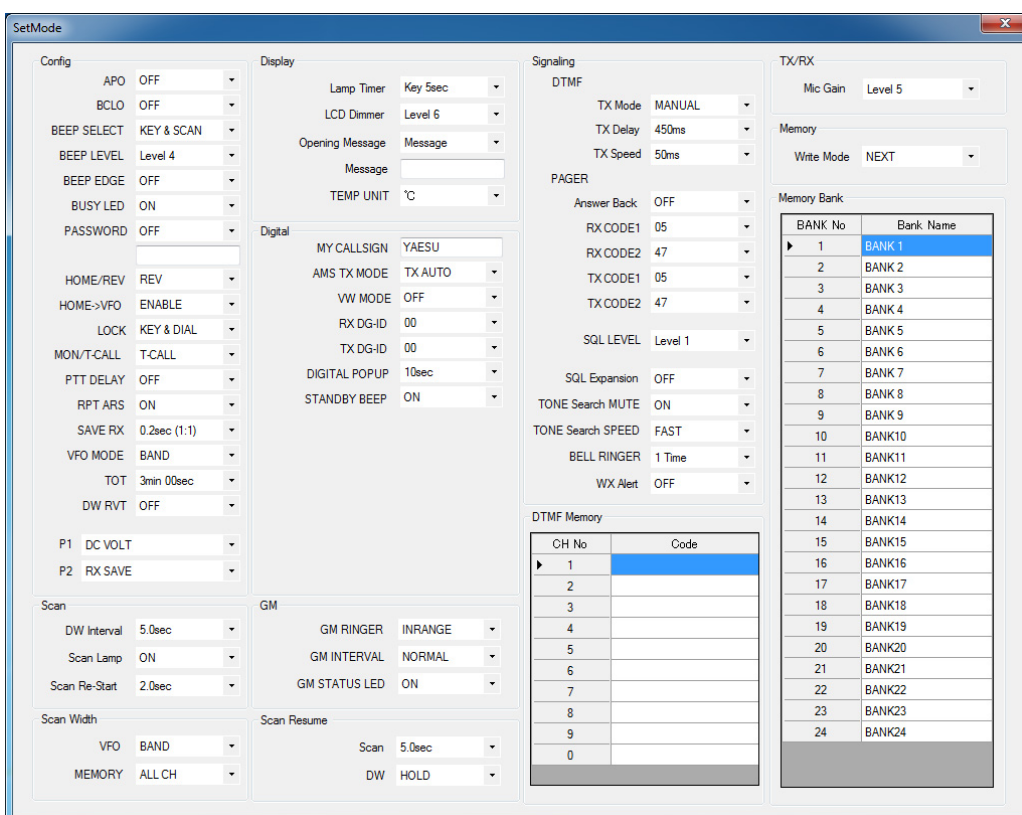 SetMode
Config
APO OFF
BCLO OFF
BEEP SELECT KEY & SCAN
BEEP LEVEL Level 4
BEEP EDGE OFF
BUSY LED ON
PASSWORD OFF
HOME/REV REV
HOME->VFO ENABLE
LOCK KEY & DIAL
MON/T-CALL T-CALL
PTT DELAY OFF
RPT ARS ON
SAVE RX 0.2sec (1:1)
VFO MODE BAND
TOT 3min 00sec
DW RVT OFF
P1 DC VOLT
P2 RX SAVE
Scan
DW Interval 5.0sec
Scan Lamp ON
Scan Re-Start 2.0sec
Scan Width
VFO BAND
MEMORY ALL CH
Display
Lamp Timer Key 5sec
LCD Dimmer Level 6
Opening Message Message
Message
TEMP UNIT ℃
Digital
MY CALLSIGN YAESU
AMS TX MODE TX AUTO
VW MODE OFF
RX DG-ID 00
TX DG-ID 00
DIGITAL POPUP 10sec
STANDBY BEEP ON
GM
GM RINGER INRANGE
GM INTERVAL NORMAL
GM STATUS LED ON
Scan Resume
Scan 5.0sec
DW HOLD
Signaling
DTMF
TX Mode MANUAL
TX Delay 450ms
TX Speed 50ms
PAGER
Answer Back OFF
RX CODE1 05
RX CODE2 47
TX CODE1 05
TX CODE2 47
SQL LEVEL Level 1
SQL Expansion OFF
TONE Search MUTE ON
TONE Search SPEED FAST
BELL RINGER 1 Time
WX Alert OFF
DTMF Memory
CH No Code
1
2
3
4
5
6
7
8
9
0
TX/RX
Mic Gain Level 5
Memory
Write Mode NEXT
Memory Bank
BANK No Bank Name
1 BANK 1
2 BANK 2
3 BANK 3
4 BANK 4
5 BANK 5
6 BANK 6
7 BANK 7
8 BANK 8
9 BANK 9
10 BANK10
11 BANK11
12 BANK12
13 BANK13
14 BANK14
15 BANK15
16 BANK16
17 BANK17
18 BANK18
19 BANK19
20 BANK20
21 BANK21
22 BANK22
23 BANK23
24 BANK24